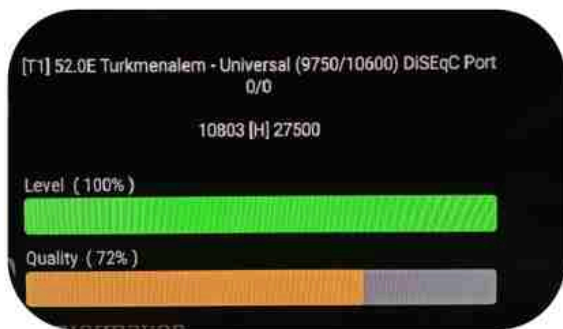 [T1] 52.0E Turkmenalem - Universal (9750/10600) DiSEqC Port
0/0
10803 [H] 27500
Level ( 100% )
Quality ( 72% )